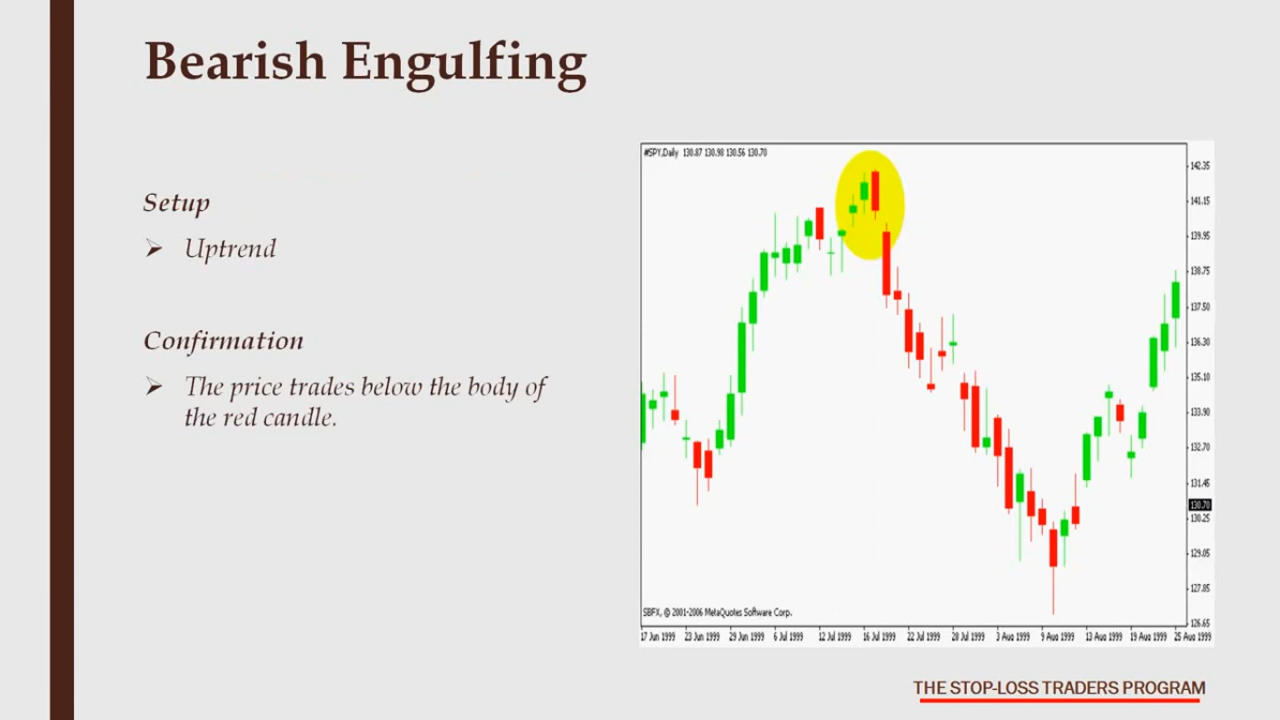 Bearish Engulfing
Setup
➤ Uptrend
Confirmation
➤ The price trades below the body of
the red candle.
#SPY,Daily 130.87 130.98 130.56 130.70
142.35
141.15
139.95
138.75
137.50
136.30
135.10
133.90
132.70
131.45
130.70
130.25
129.05
127.85
126.65
SBFX, © 2001-2006 MetaQuotes Software Corp.
17 Jun 1999 23 Jun 1999 29 Jun 1999 6 Jul 1999 12 Jul 1999 16 Jul 1999 22 Jul 1999 28 Jul 1999 3 Aug 1999 9 Aug 1999 13 Aug 1999 19 Aug 1999 25 Aug 1999
THE STOP-LOSS TRADERS PROGRAM